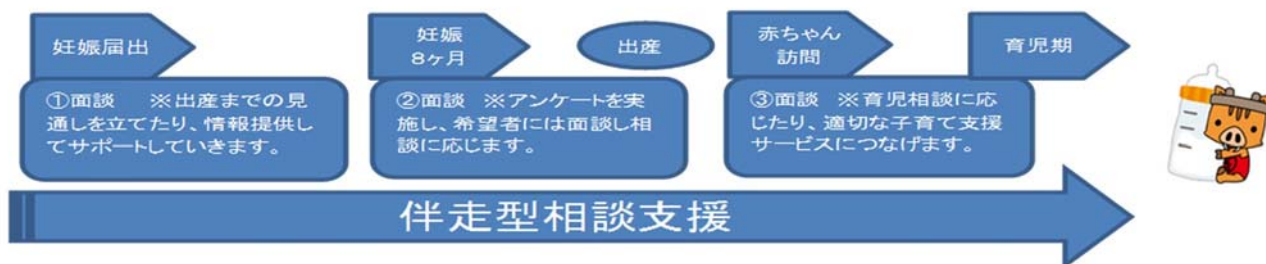 妊娠届出
妊娠
8ヶ月
出産
赤ちゃん
訪問
育児期
①面談　※出産までの見
通しを立てたり、情報提供し
てサポートしていきます。
②面談　※アンケートを実
施し、希望者には面談し相
談に応じます。
③面談　※育児相談に応
じたり、適切な子育て支援
サービスにつなげます。
伴走型相談支援